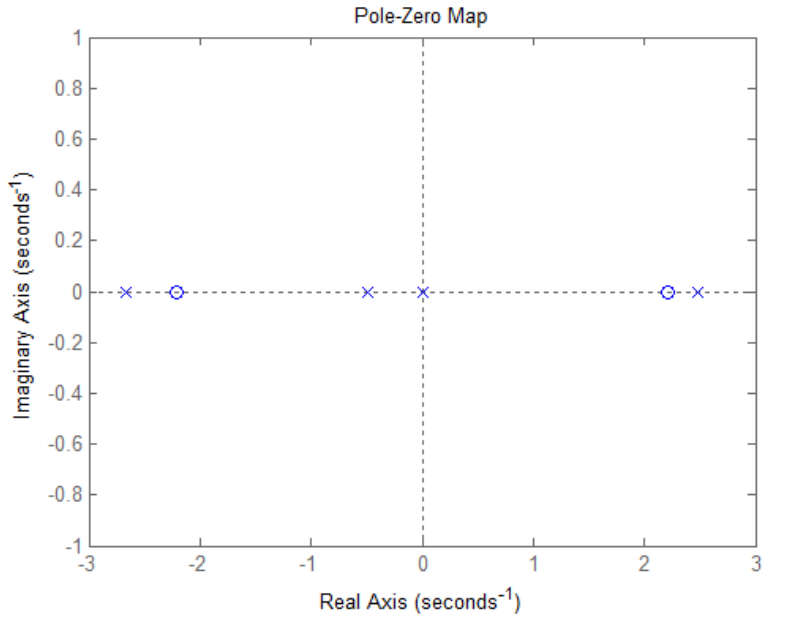 Pole-Zero Map
1
0.8
0.6
0.4
0.2
0
-0.2
-0.4
-0.6
-0.8
-1
Imaginary Axis (seconds⁻¹)
-3 -2 -1 0 1 2 3
Real Axis (seconds⁻¹)